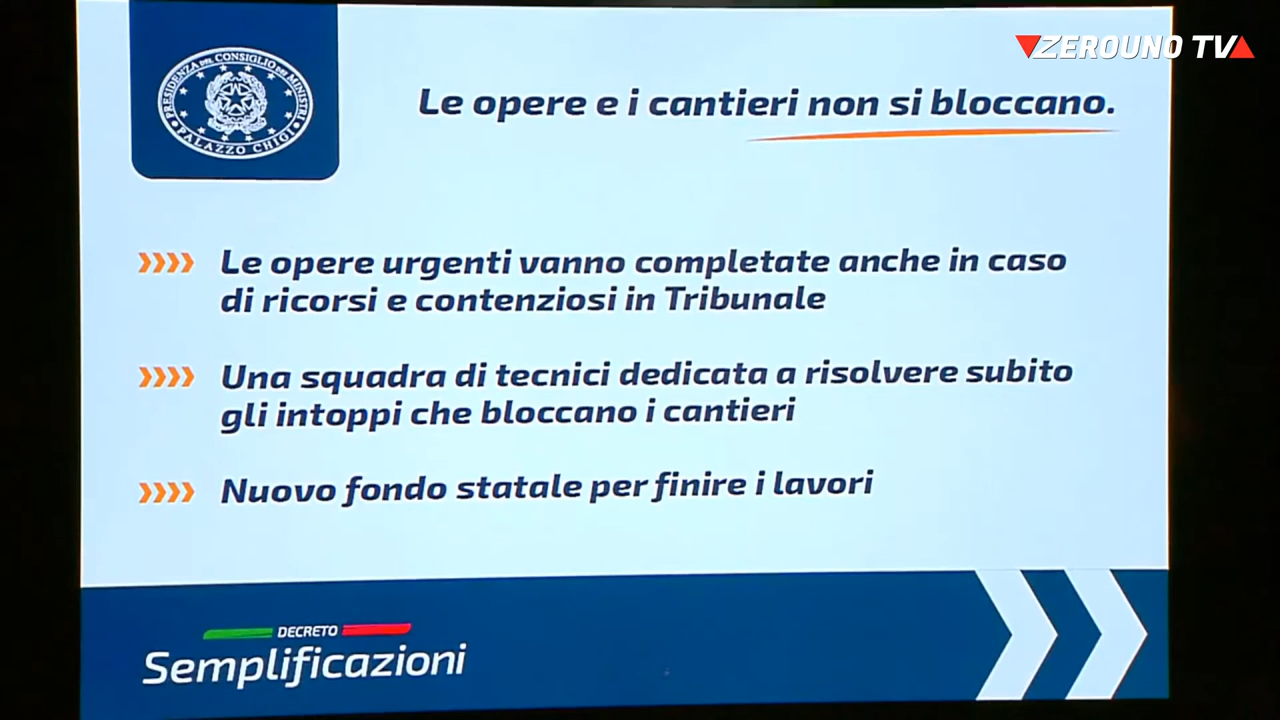 ZEROUNO TV
PRESIDENZA DEL CONSIGLIO DEI MINISTRI
PALAZZO CHIGI
Le opere e i cantieri non si bloccano.
Le opere urgenti vanno completate anche in caso
di ricorsi e contenziosi in Tribunale
Una squadra di tecnici dedicata a risolvere subito
gli intoppi che bloccano i cantieri
Nuovo fondo statale per finire i lavori
DECRETO
Semplificazioni